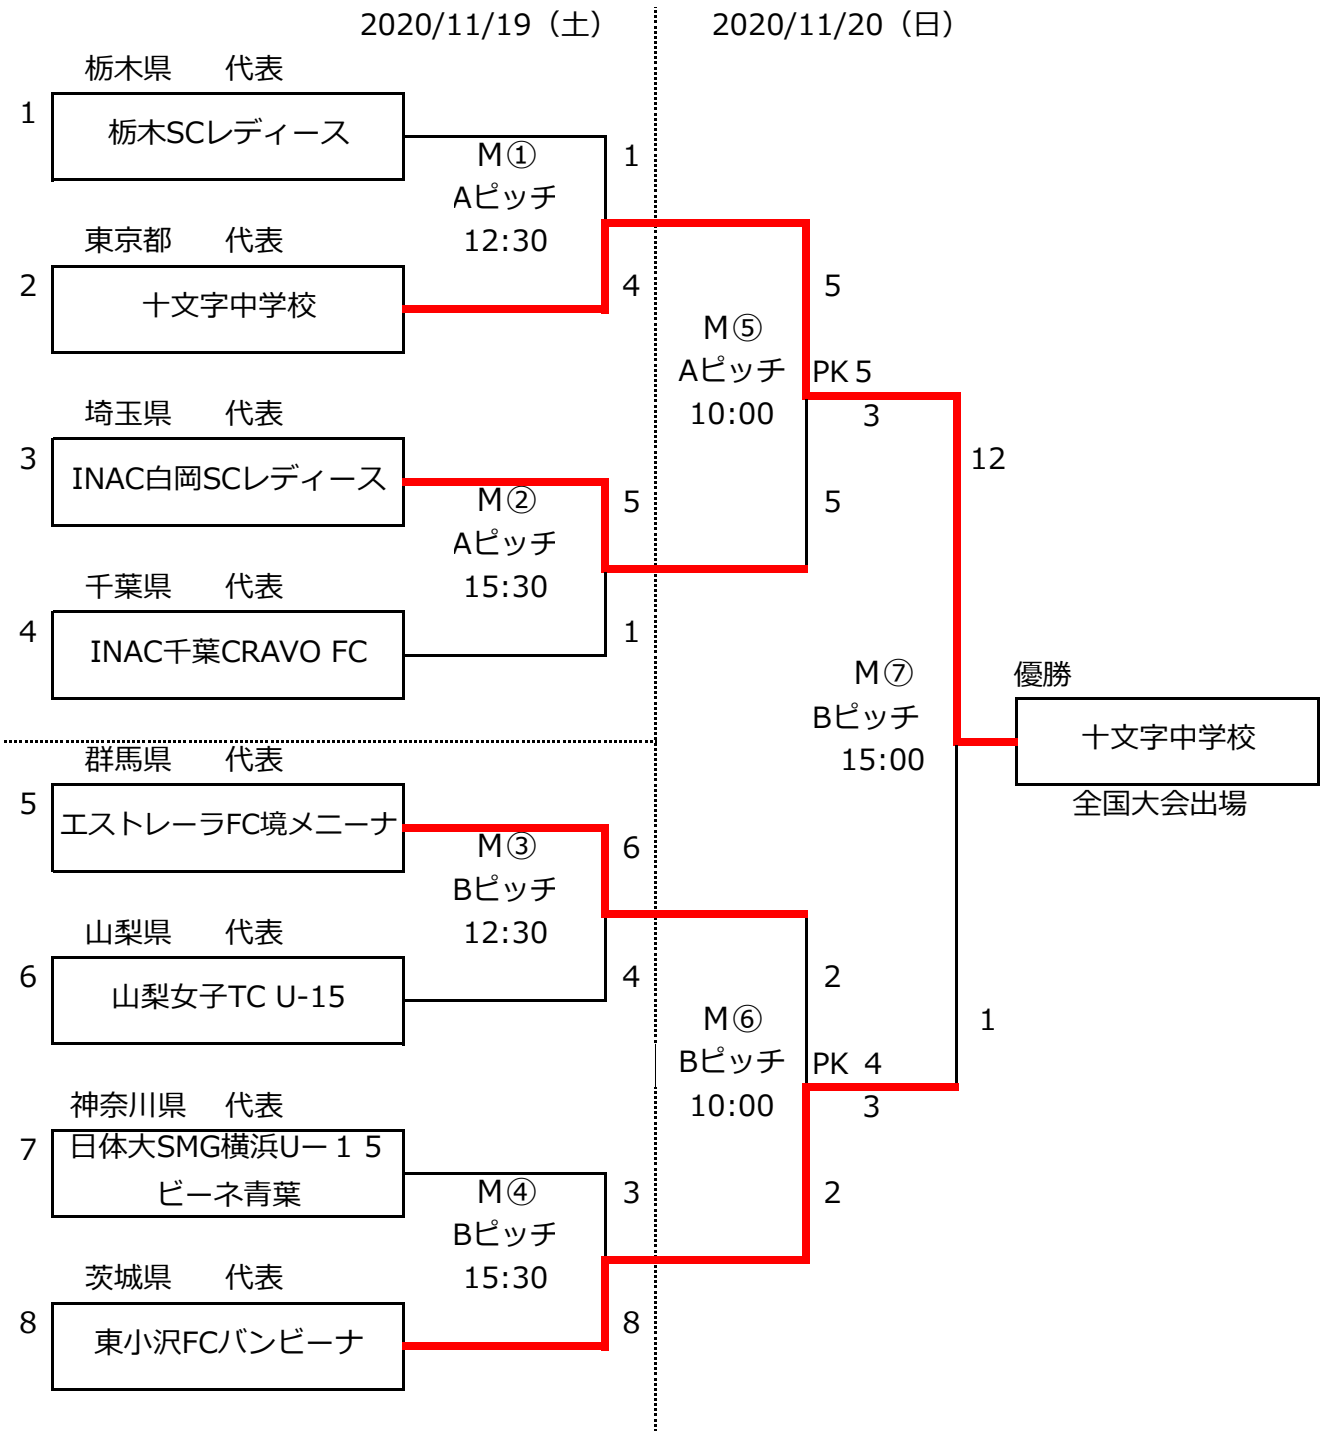 2020/11/19（土）
2020/11/20（日）
栃木県 代表
1
栃木SCレディース
M①
Aピッチ
12:30
1
東京都 代表
2
十文字中学校
4
M⑤
Aピッチ
10:00
5
PK 5
3
5
埼玉県 代表
3
INAC白岡SCレディース
M②
Aピッチ
15:30
5
千葉県 代表
4
INAC千葉CRAVO FC
1
12
M⑦
Bピッチ
15:00
1
優勝
十文字中学校
全国大会出場
群馬県 代表
5
エストレーラFC境メニーナ
M③
Bピッチ
12:30
6
山梨県 代表
6
山梨女子TC U-15
4
M⑥
Bピッチ
10:00
2
PK 4
3
2
神奈川県 代表
7
日体大SMG横浜Uー１５
ビーネ青葉
M④
Bピッチ
15:30
3
茨城県 代表
8
東小沢FCバンビーナ
8